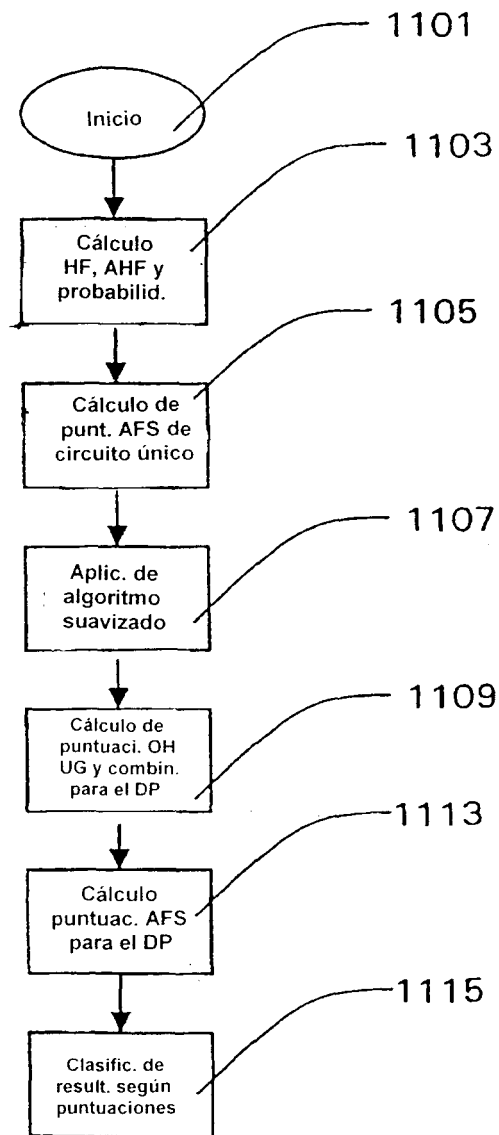 1101
Inicio
1103
Cálculo
HF, AHF y
probabilid.
1105
Cálculo de
punt. AFS de
circuito único
1107
Aplic. de
algoritmo
suavizado
1109
Cálculo de
puntuaci. OH
UG y combin.
para el DP
1113
Cálculo
puntuac. AFS
para el DP
1115
Clasific. de
result. según
puntuaciones